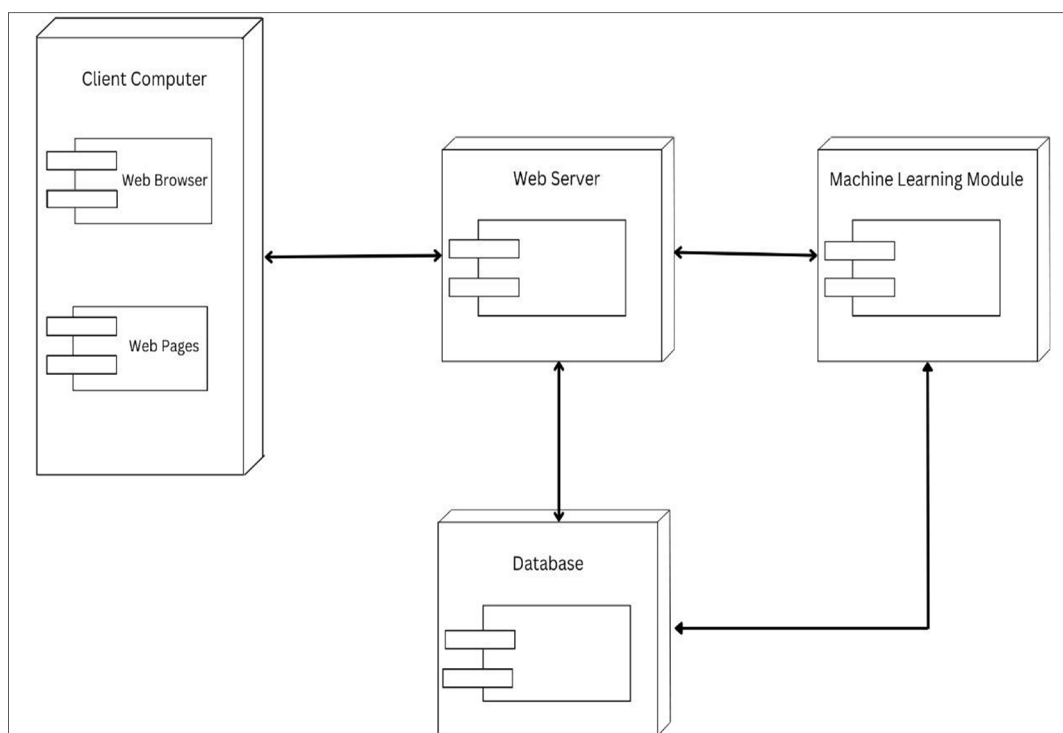 Client Computer
Web Browser
Web Pages
Web Server
Machine Learning Module
Database